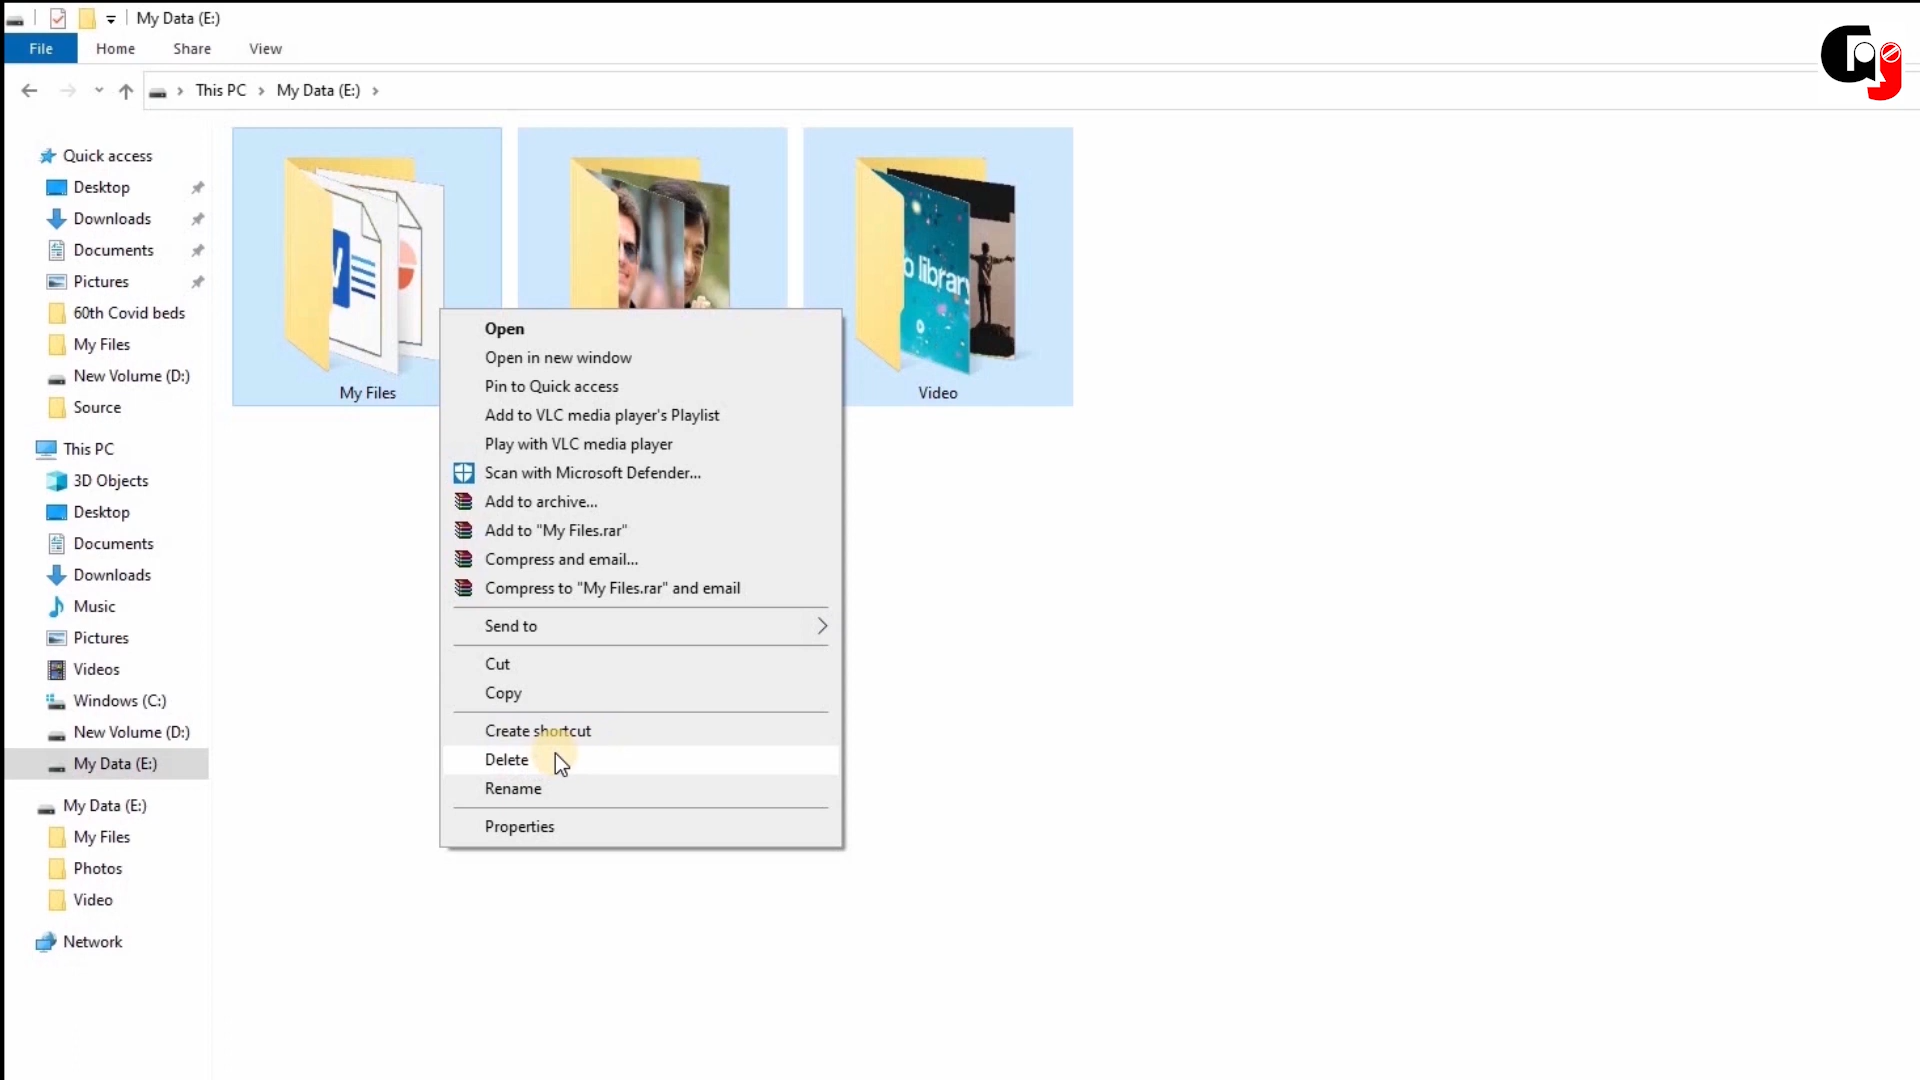 My Data (E:)
File
Home
Share
View
This PC
My Data (E:)
Quick access
Desktop
Downloads
Documents
Pictures
60th Covid beds
My Files
New Volume (D:)
Source
This PC
3D Objects
Desktop
Documents
Downloads
Music
Pictures
Videos
Windows (C:)
New Volume (D:)
My Data (E:)
My Data (E:)
My Files
Photos
Video
Network
My Files
Video
library
Open
Open in new window
Pin to Quick access
Add to VLC media player's Playlist
Play with VLC media player
Scan with Microsoft Defender...
Add to archive...
Add to "My Files.rar"
Compress and email...
Compress to "My Files.rar" and email
Send to
Cut
Copy
Create shortcut
Delete
Rename
Properties